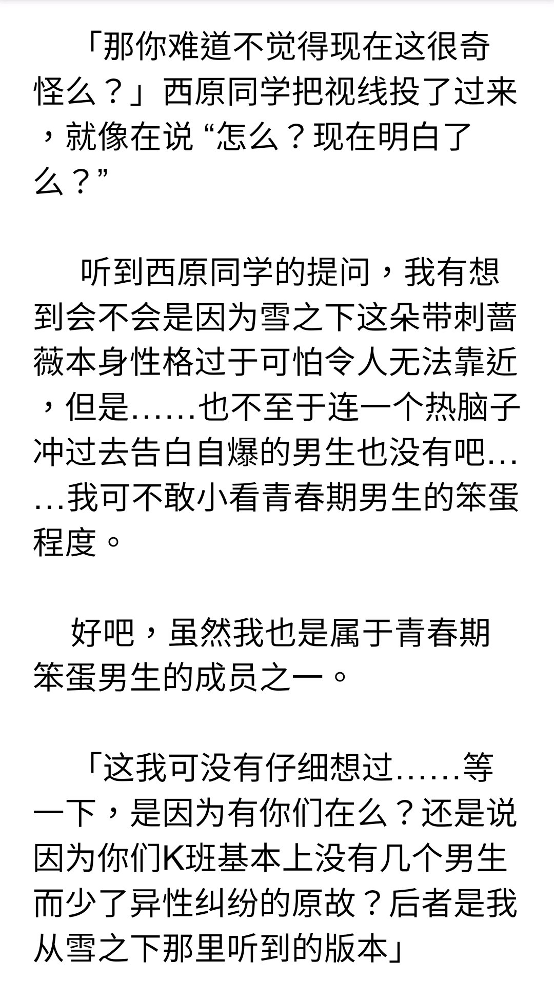 「那你难道不觉得现在这很奇
怪么？」西原同学把视线投了过来
，就像在说 “怎么？现在明白了
么？”
听到西原同学的提问，我有想
到会不会是因为雪之下这朵带刺蔷
薇本身性格过于可怕令人无法靠近
，但是……也不至于连一个热脑子
冲过去告白自爆的男生也没有吧…
…我可不敢小看青春期男生的笨蛋
程度。
好吧，虽然我也是属于青春期
笨蛋男生的成员之一。
「这我可没有仔细想过……等
一下，是因为有你们在么？还是说
因为你们K班基本上没有几个男生
而少了异性纠纷的原故？后者是我
从雪之下那里听到的版本」